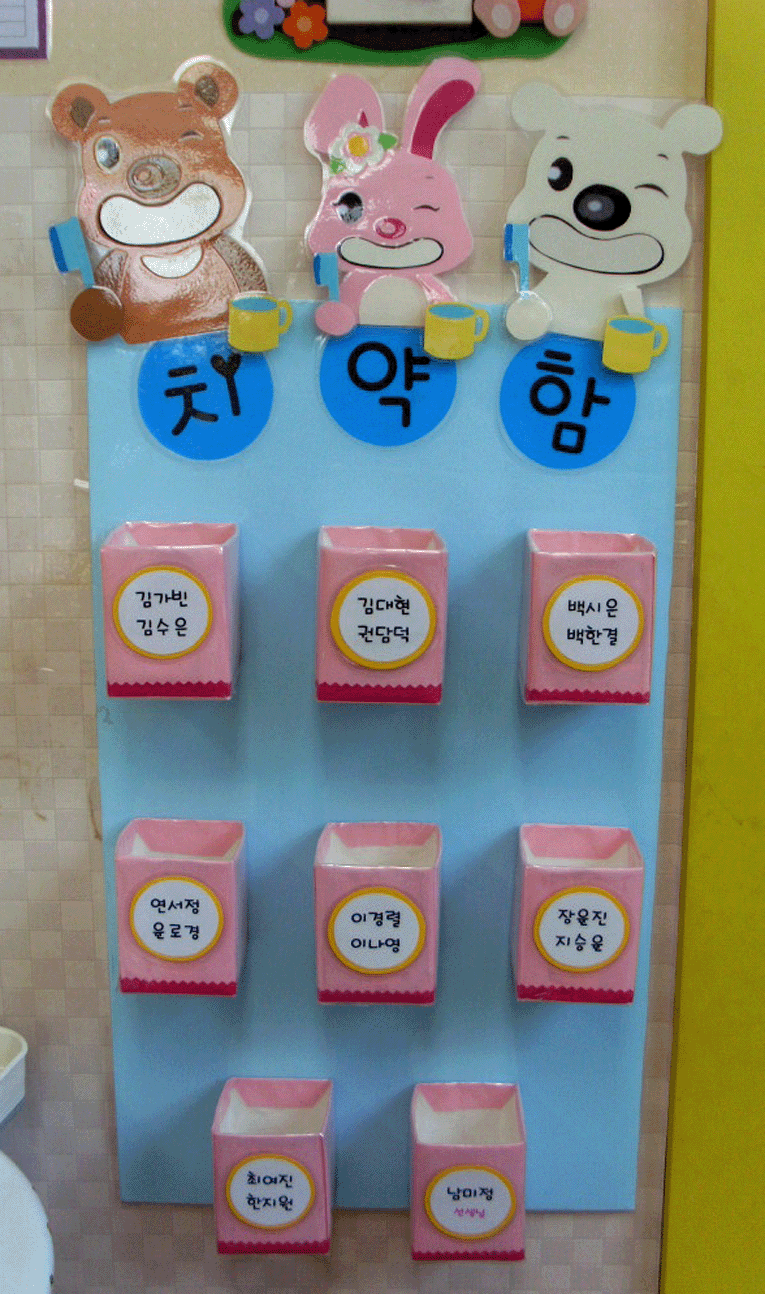 치약함
김가빈
김수은
김대현
권담덕
백시은
백한결
연서정
윤로경
이경렬
이나영
장윤진
지승윤
최여진
한지원
남미정
선생님